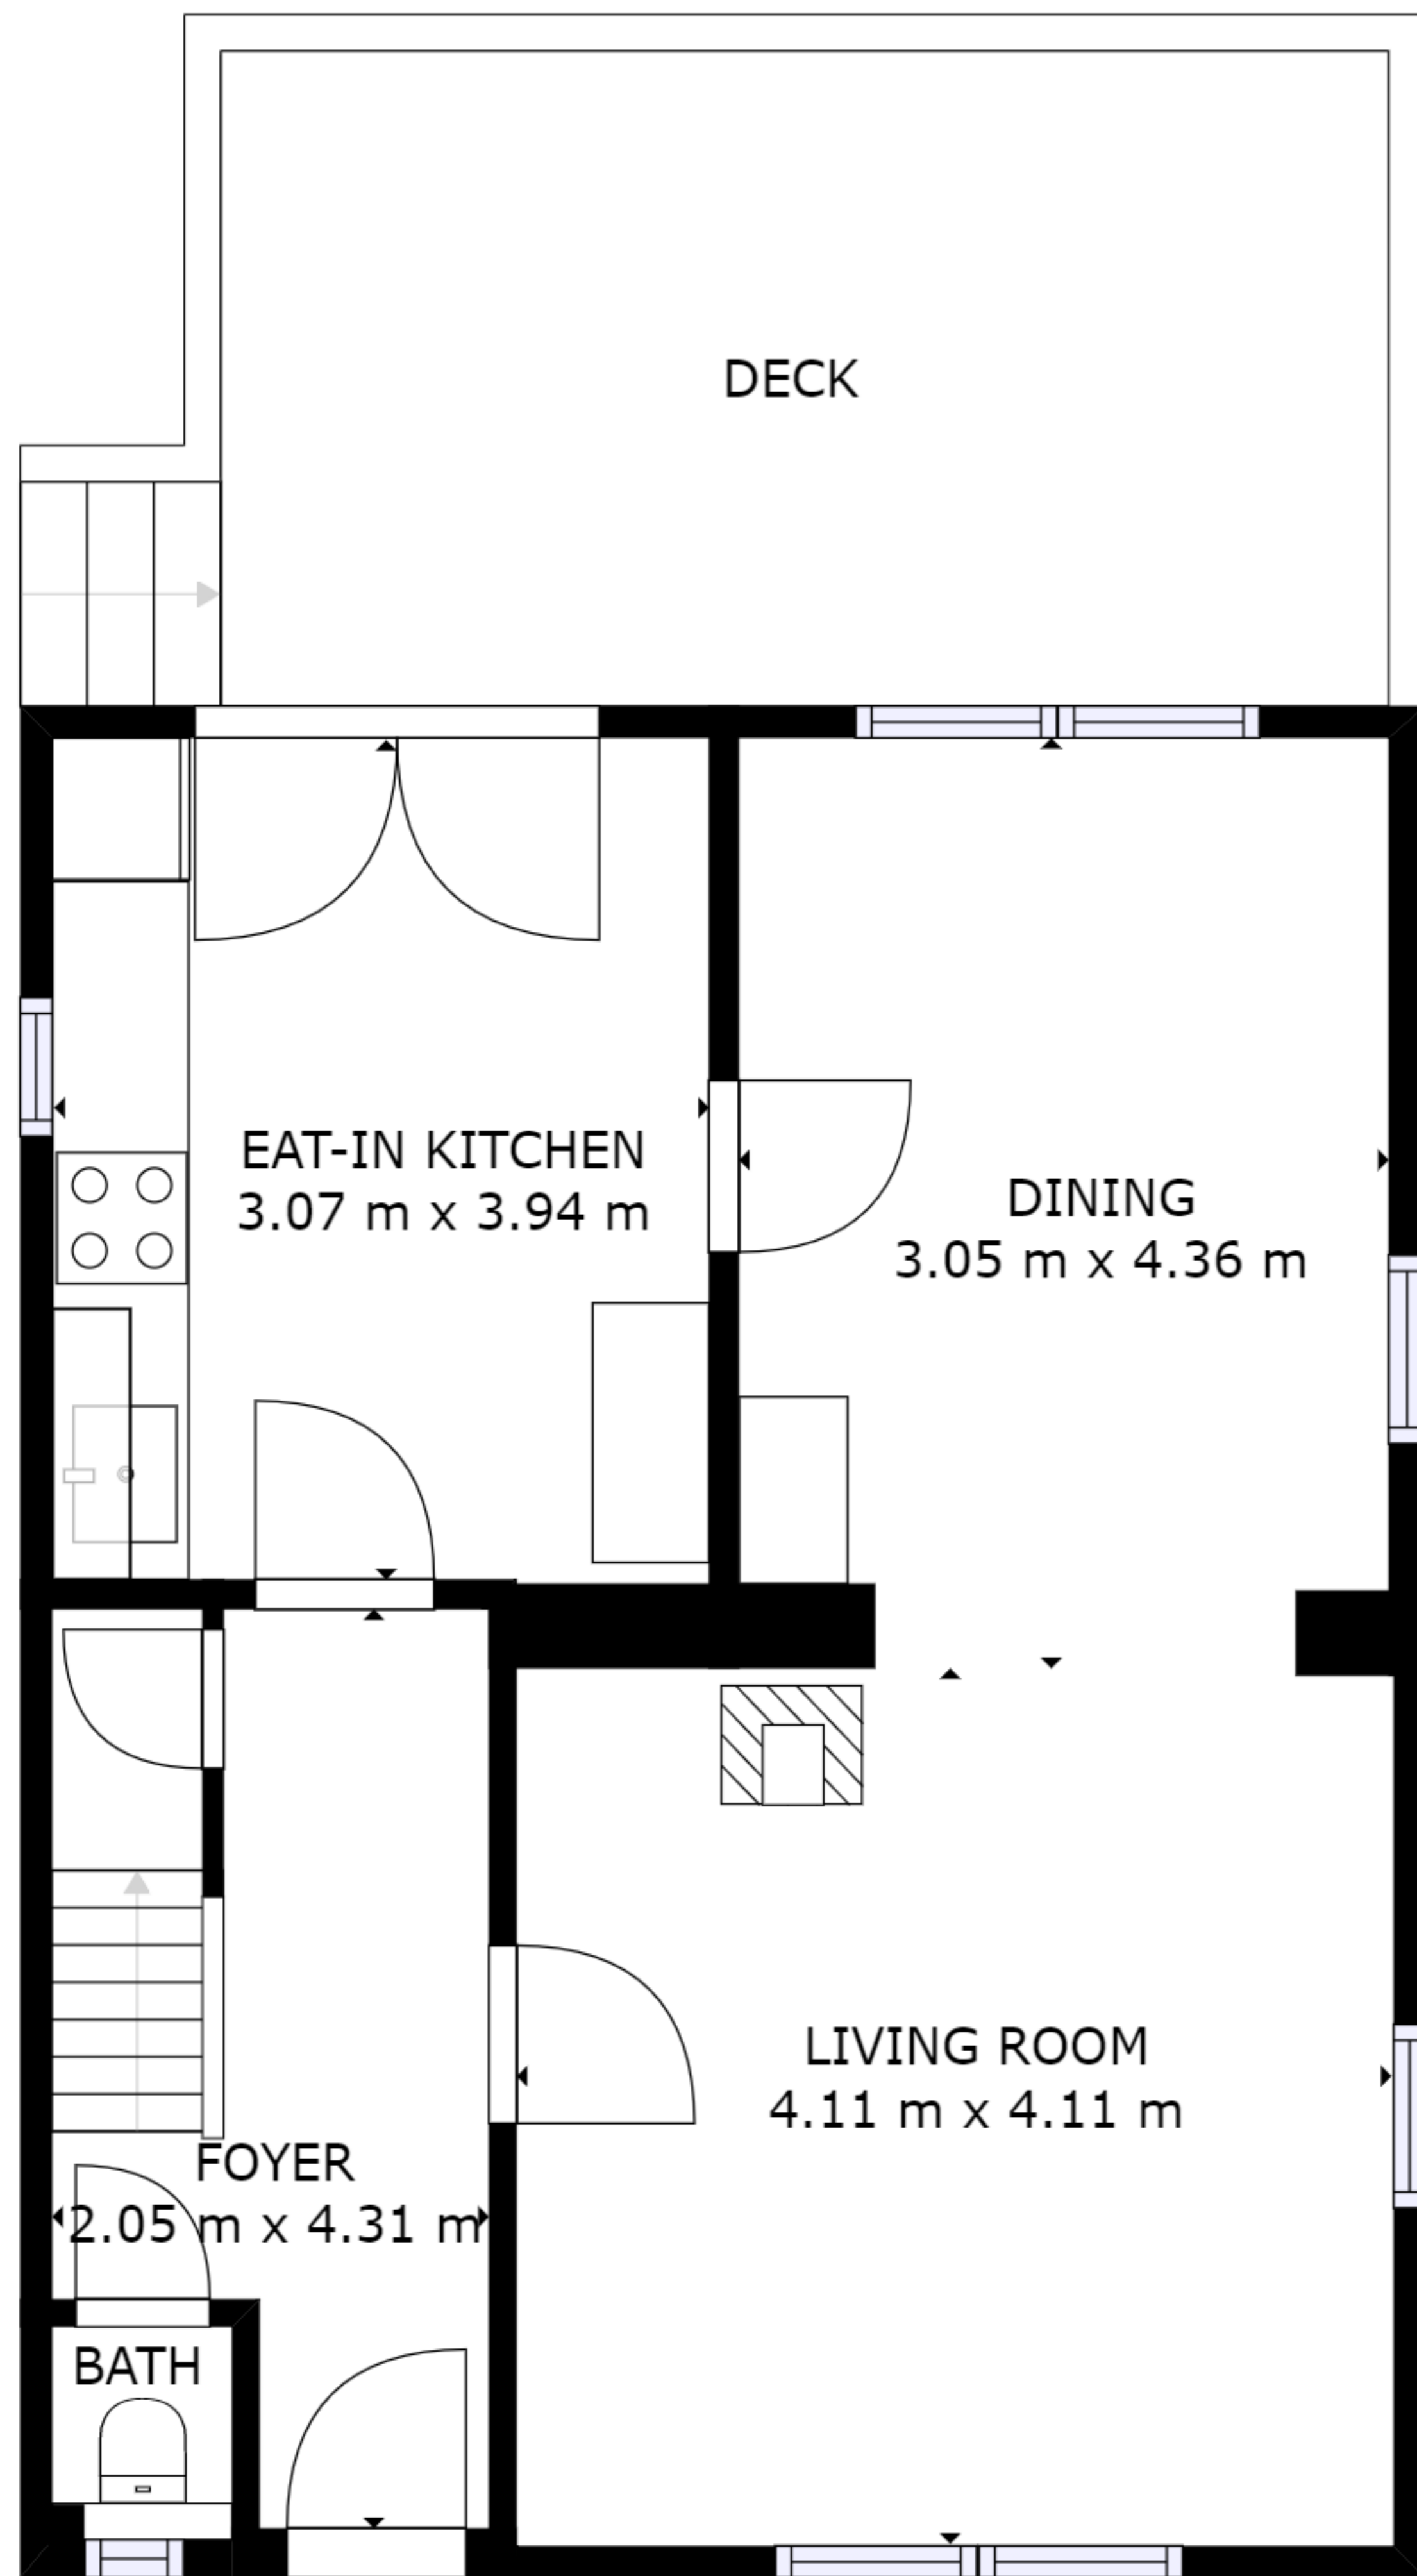 DECK
EAT-IN KITCHEN
3.07 m x 3.94 m
DINING
3.05 m x 4.36 m
LIVING ROOM
4.11 m x 4.11 m
FOYER
2.05 m x 4.31 m
BATH